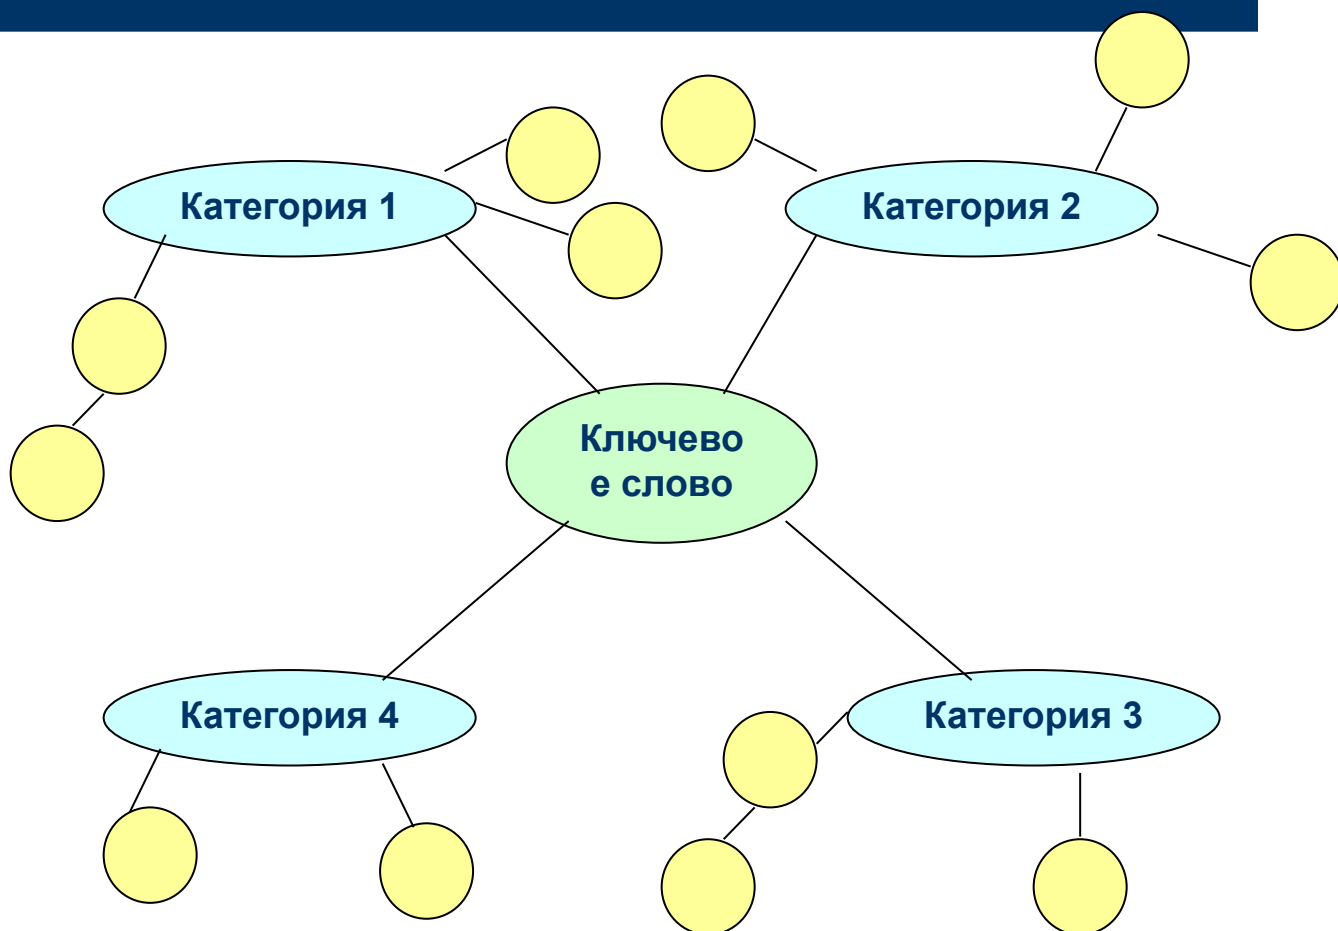 Категория 1
Категория 2
Ключево
е слово
Категория 4
Категория 3